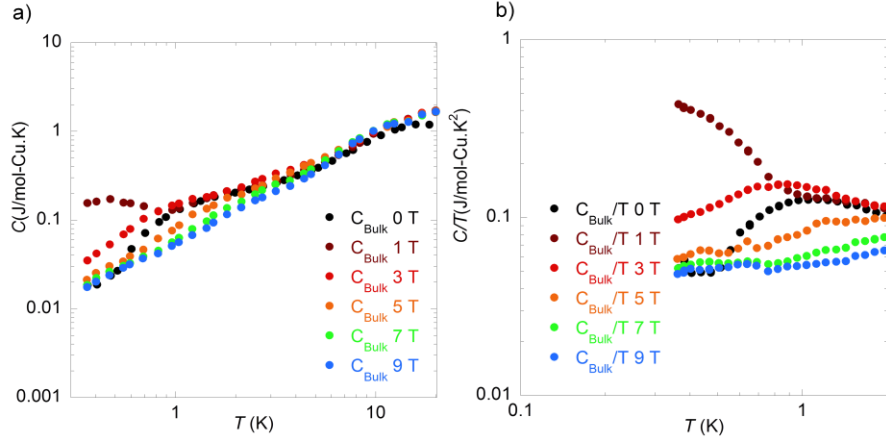 a)
10
1
0.1
0.01
0.001
C(J/mol-Cu.K)
C_Bulk 0 T
C_Bulk 1 T
C_Bulk 3 T
C_Bulk 5 T
C_Bulk 7 T
C_Bulk 9 T
1
10
T (K)
b)
1
0.1
0.01
C/T(J/mol-Cu.K²)
C_Bulk/T 0 T
C_Bulk/T 1 T
C_Bulk/T 3 T
C_Bulk/T 5 T
C_Bulk/T 7 T
C_Bulk/T 9 T
0.1
1
T (K)